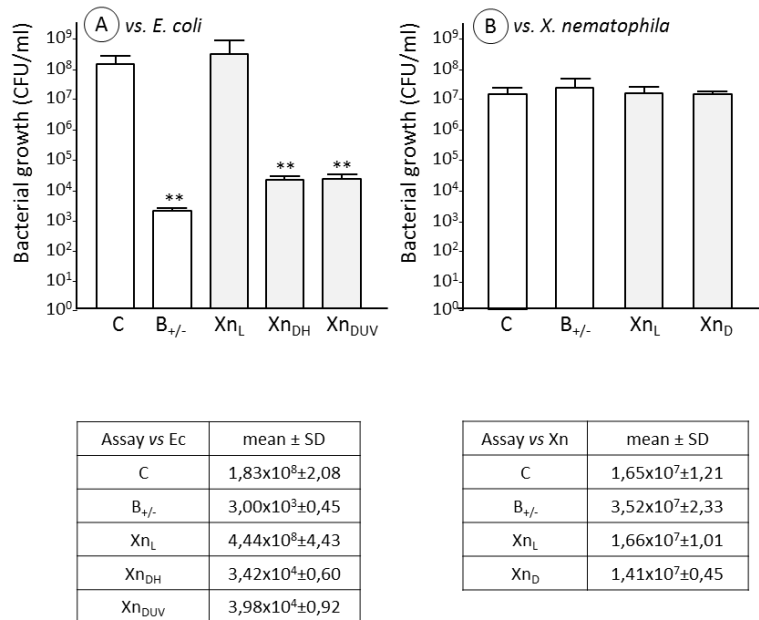 A vs. E. coli
Bacterial growth (CFU/ml)
10⁹
10⁸
10⁷
10⁶
10⁵
10⁴
10³
10²
10¹
10⁰
**
**
**
C B₊/₋ Xn_L Xn_DH Xn_DUV
B vs. X. nematophila
Bacterial growth (CFU/ml)
10⁹
10⁸
10⁷
10⁶
10⁵
10⁴
10³
10²
10¹
10⁰
C B₊/₋ Xn_L Xn_D
Assay vs Ec mean ± SD
C 1,83x10⁸±2,08
B₊/₋ 3,00x10³±0,45
Xn_L 4,44x10⁸±4,43
Xn_DH 3,42x10⁴±0,60
Xn_DUV 3,98x10⁴±0,92
Assay vs Xn mean ± SD
C 1,65x10⁷±1,21
B₊/₋ 3,52x10⁷±2,33
Xn_L 1,66x10⁷±1,01
Xn_D 1,41x10⁷±0,45